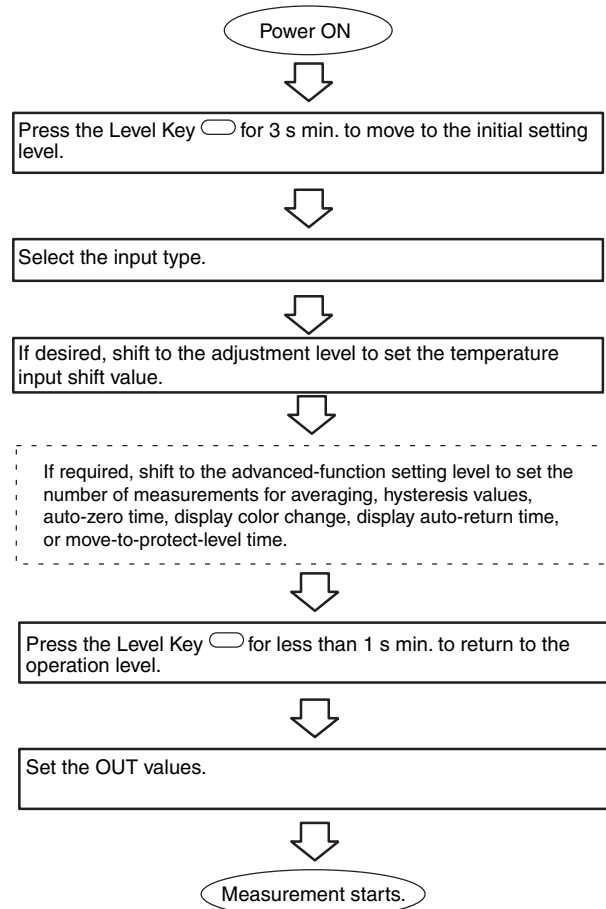 Power ON
Press the Level Key for 3 s min. to move to the initial setting
level.
Select the input type.
If desired, shift to the adjustment level to set the temperature
input shift value.
If required, shift to the advanced-function setting level to set the
number of measurements for averaging, hysteresis values,
auto-zero time, display color change, display auto-return time,
or move-to-protect-level time.
Press the Level Key for less than 1 s min. to return to the
operation level.
Set the OUT values.
Measurement starts.